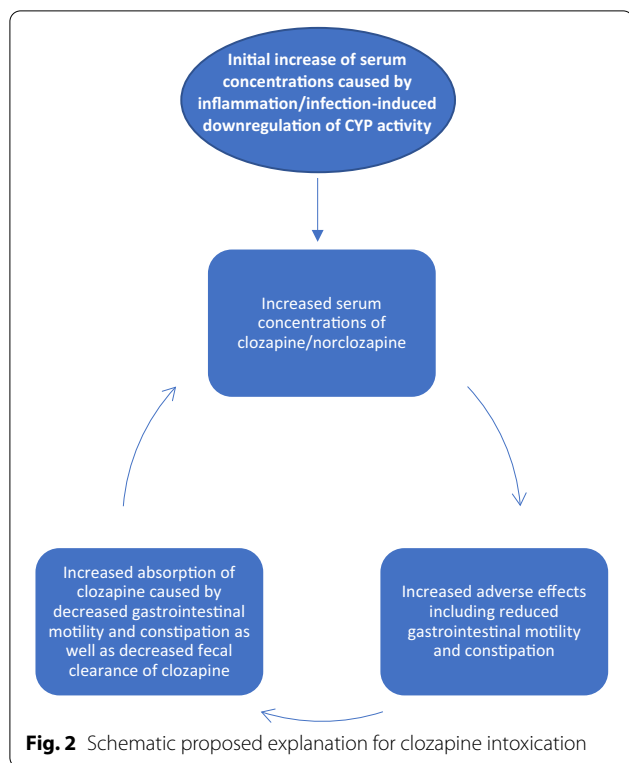 Initial increase of serum
concentrations caused by
inflammation/infection-induced
downregulation of CYP activity
Increased serum
concentrations of
clozapine/norclozapine
Increased absorption of
clozapine caused by
decreased gastrointestinal
motility and constipation as
well as decreased fecal
clearance of clozapine
Increased adverse effects
including reduced
gastrointestinal motility
and constipation
Fig. 2 Schematic proposed explanation for clozapine intoxication